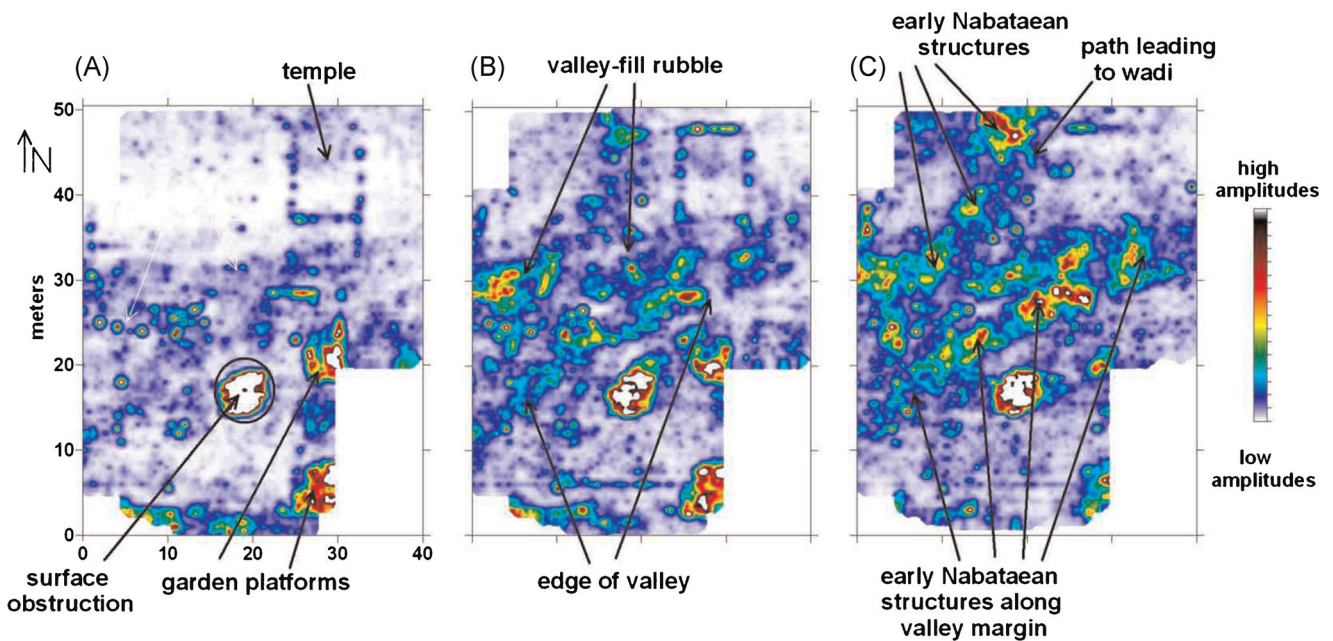 (A)
temple
N
meters
50
40
30
20
10
0
0 10 20 30 40
surface
obstruction
garden platforms
(B)
valley-fill rubble
edge of valley
(C)
early Nabataean
structures
path leading
to wadi
early Nabataean
structures along
valley margin
high
amplitudes
low
amplitudes